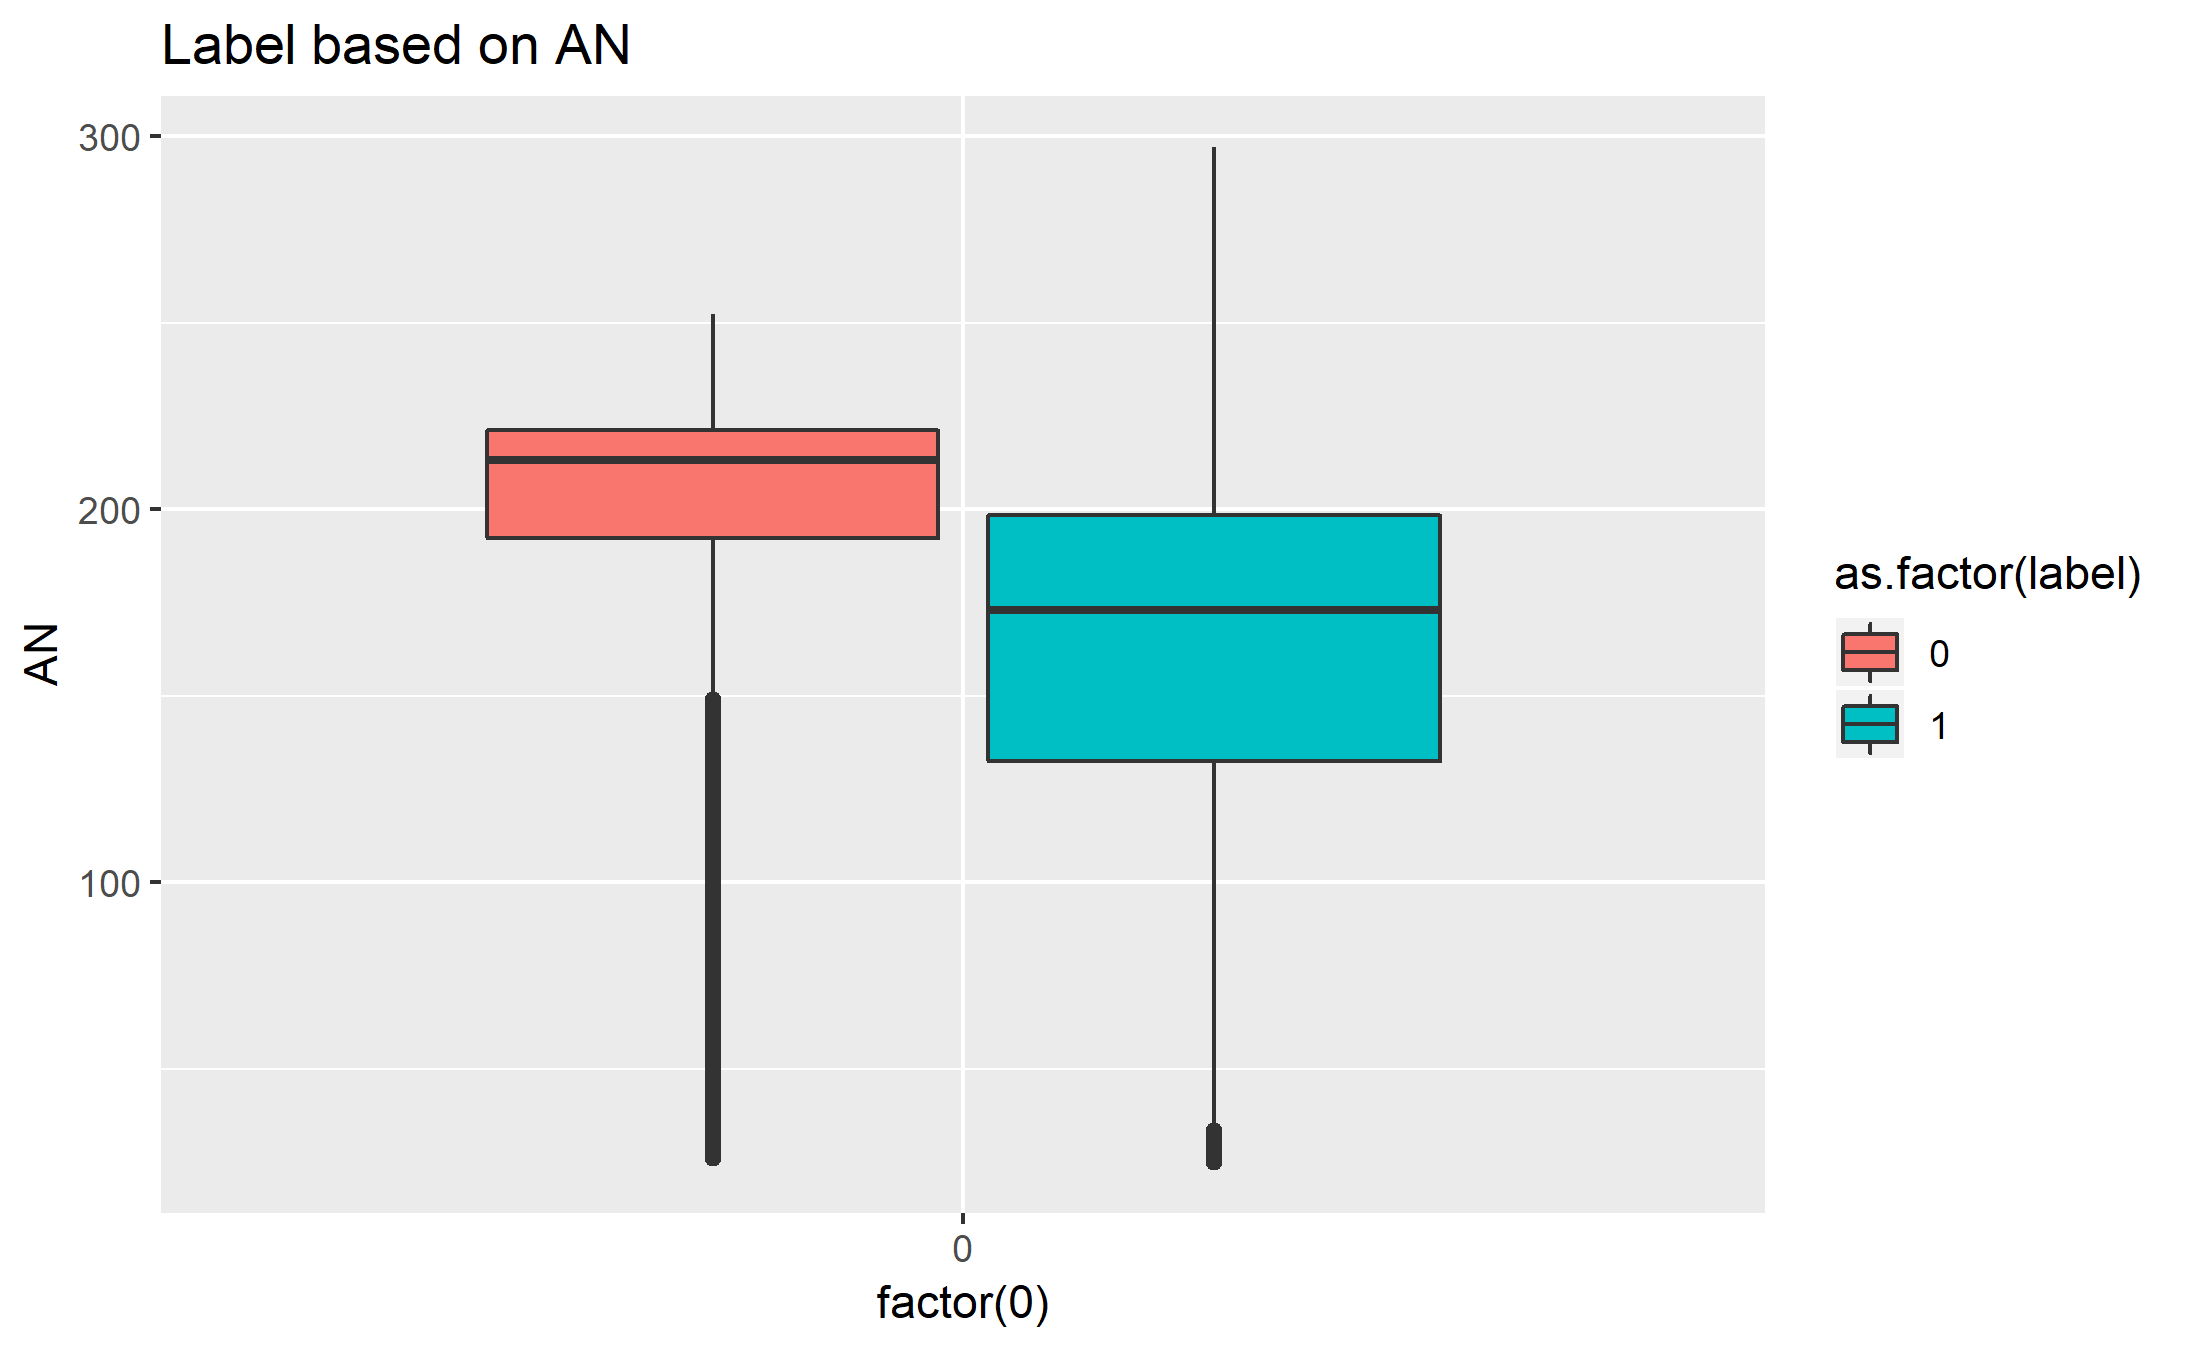 Label based on AN
300
200
100
AN
0
factor(0)
as.factor(label)
0
1